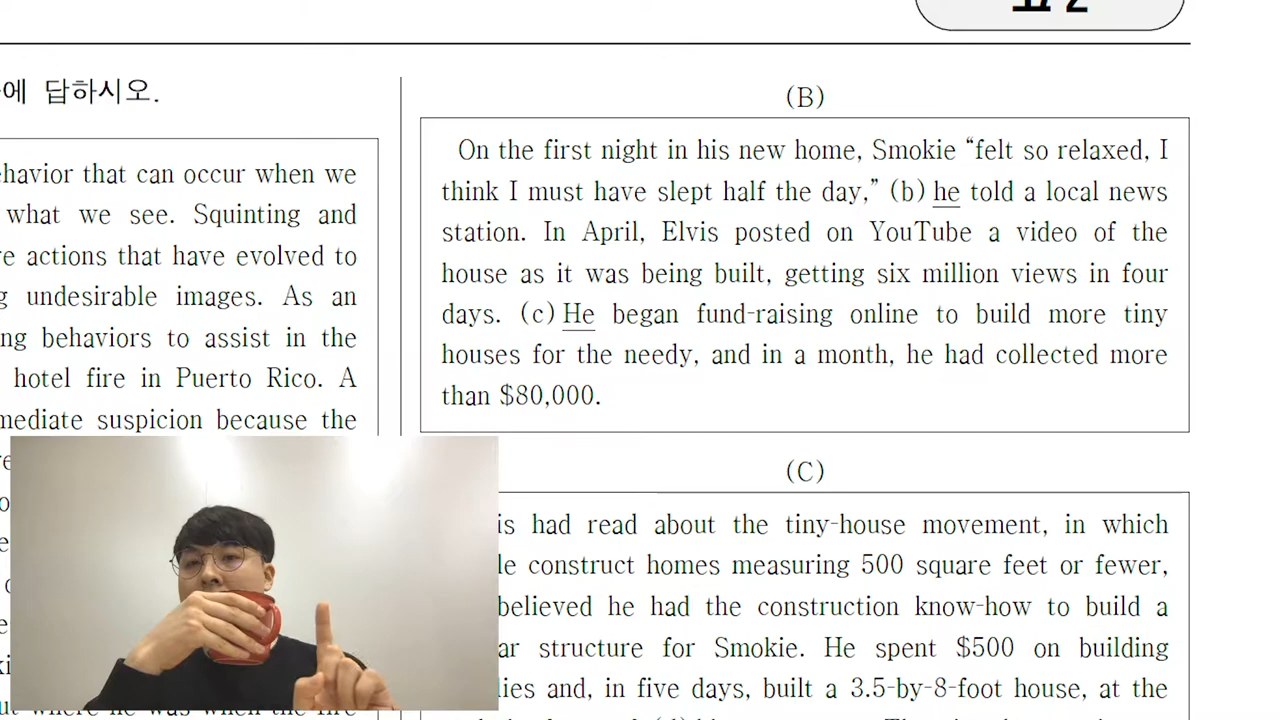 에 답하시오.
that can occur when we
what we see. Squinting and
actions that have evolved to
undesirable images. As an
behaviors to assist in the
hotel fire in Puerto Rico. A
suspicion because the
(B)
On the first night in his new home, Smokie “felt so relaxed, I
think I must have slept half the day,” (b) he told a local news
station. In April, Elvis posted on YouTube a video of the
house as it was being built, getting six million views in four
days. (c) He began fund-raising online to build more tiny
houses for the needy, and in a month, he had collected more
than $80,000.
(C)
had read about the tiny-house movement, in which
construct homes measuring 500 square feet or fewer,
believed he had the construction know-how to build a
structure for Smokie. He spent $500 on building
and, in five days, built a 3.5-by-8-foot house, at the